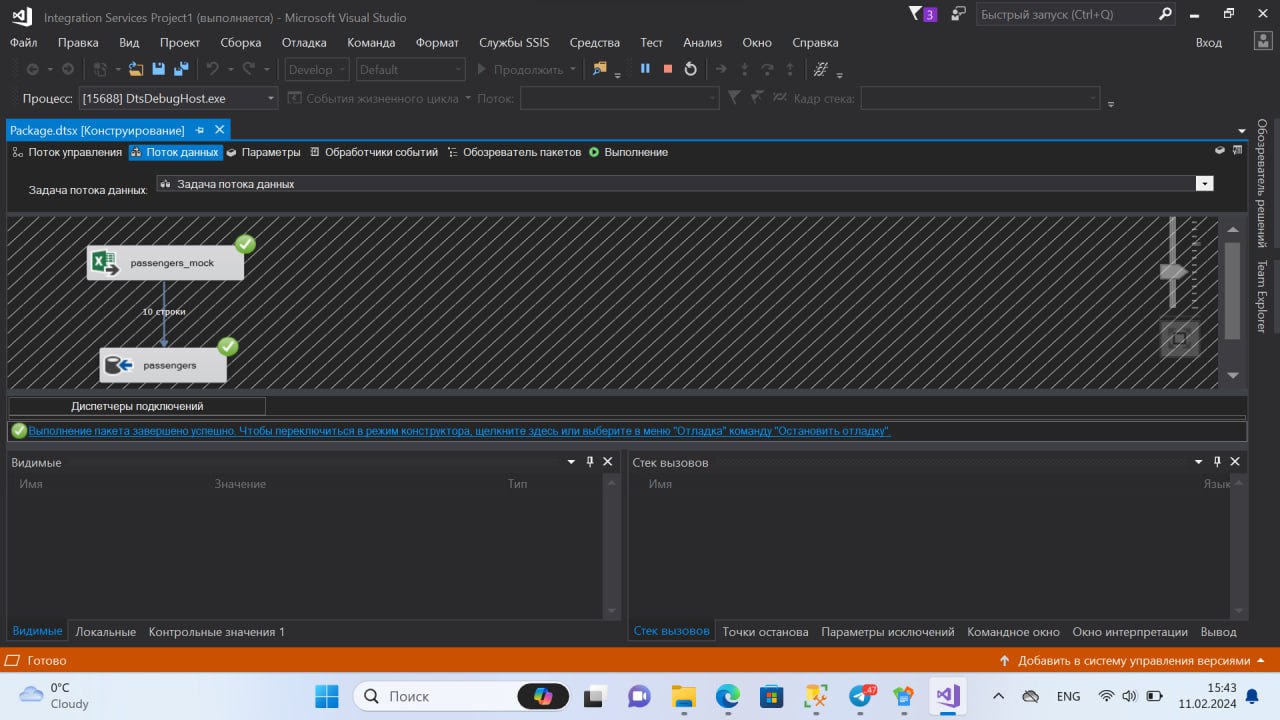 Integration Services Project1 (выполняется) - Microsoft Visual Studio
3
Быстрый запуск (Ctrl+Q)
Файл Правка Вид Проект Сборка Отладка Команда Формат Службы SSIS Средства Тест Анализ Окно Справка Вход
Develop Default Продолжить
Процесс: [15688] DtsDebugHost.exe События жизненного цикла Поток: Кадр стека:
Package.dtsx [Конструирование]
Поток управления Поток данных Параметры Обработчики событий Обозреватель пакетов Выполнение
Задача потока данных: Задача потока данных
passengers_mock
10 строки
passengers
Обозреватель решений
Team Explorer
Диспетчеры подключений
Выполнение пакета завершено успешно. Чтобы переключиться в режим конструктора, щелкните здесь или выберите в меню "Отладка" команду "Остановить отладку".
Видимые
Имя Значение Тип
Стек вызовов
Имя Язык
Видимые Локальные Контрольные значения 1
Стек вызовов Точки останова Параметры исключений Командное окно Окно интерпретации Вывод
Готово Добавить в систему управления версиями
0°C
Cloudy
Поиск
47
ENG
15:43
11.02.2024